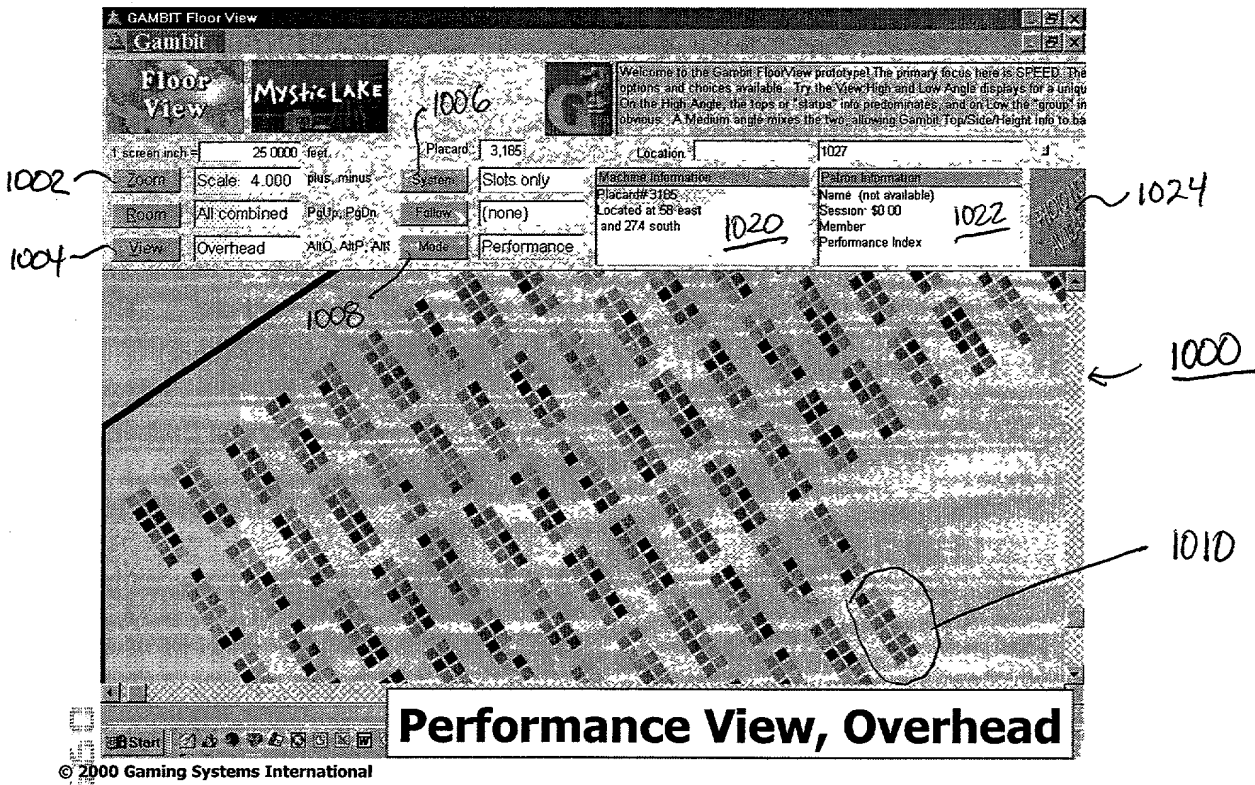 GAMBIT Floor View
Gambit
Floor View
Mystic LAKE
G
Welcome to the Gambit FloorView prototype! The primary focus here is SPEED. The
options and choices available. Try the View:High and Low Angle displays for a uniqu
On the High Angle, the tops or "status" info predominates, and on Low the "group" in
obvious. A Medium angle mixes the two, allowing Gambit Top/Side/Height info to ba
1006
1 screen inch = 25.0000 feet. Placard: 3,185 Location 1027
1002
Zoom Scale: 4.000 plus, minus System Slots only Machine Information Patron Information
Room All combined PgUp, PgDn Follow (none)
View Overhead AltO, AltP, AltI Mode Performance
Placard# 3185
Located at 58 east
and 274 south
1020
Name (not available)
Session: $0.00
Member
Performance Index
1022
1024
1004
1008
1000
1010
Start
Performance View, Overhead
© 2000 Gaming Systems International